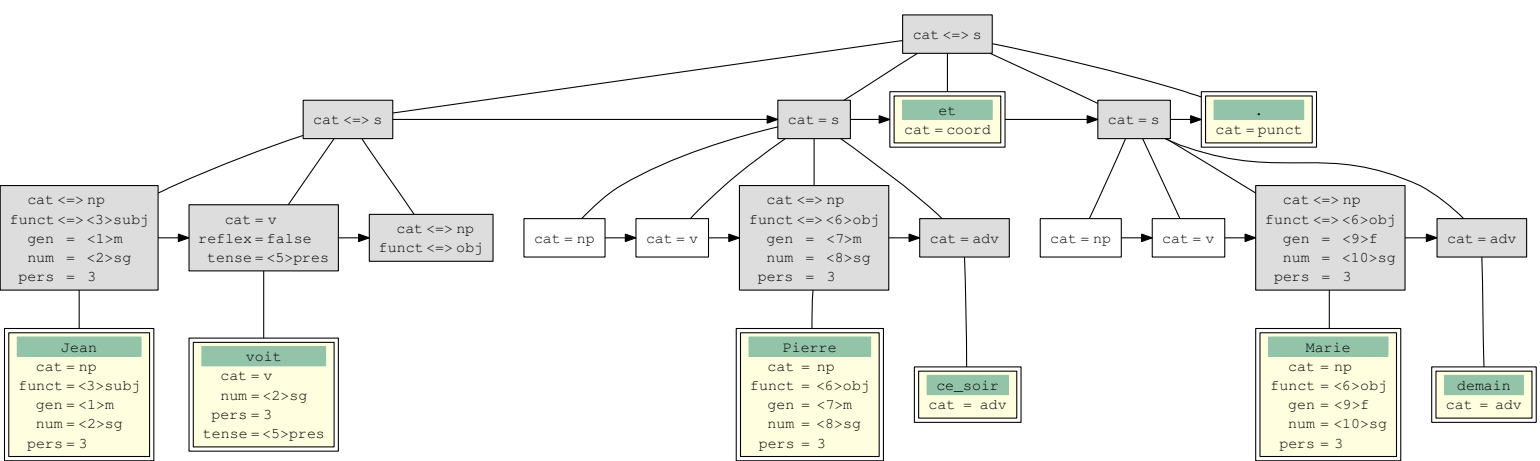 cat <=> s
cat <=> s
cat = s
et
cat = coord
cat = s
.
cat = punct
cat <=> np
funct <=> <3>subj
gen = <1>m
num = <2>sg
pers = 3
cat = v
reflex = false
tense = <5>pres
cat <=> np
funct <=> obj
cat = np
cat = v
cat <=> np
funct <=> <6>obj
gen = <7>m
num = <8>sg
pers = 3
cat = adv
cat = np
cat = v
cat <=> np
funct <=> <6>obj
gen = <9>f
num = <10>sg
pers = 3
cat = adv
Jean
cat = np
funct = <3>subj
gen = <1>m
num = <2>sg
pers = 3
voit
cat = v
num = <2>sg
pers = 3
tense = <5>pres
Pierre
cat = np
funct = <6>obj
gen = <7>m
num = <8>sg
pers = 3
ce_soir
cat = adv
Marie
cat = np
funct = <6>obj
gen = <9>f
num = <10>sg
pers = 3
demain
cat = adv